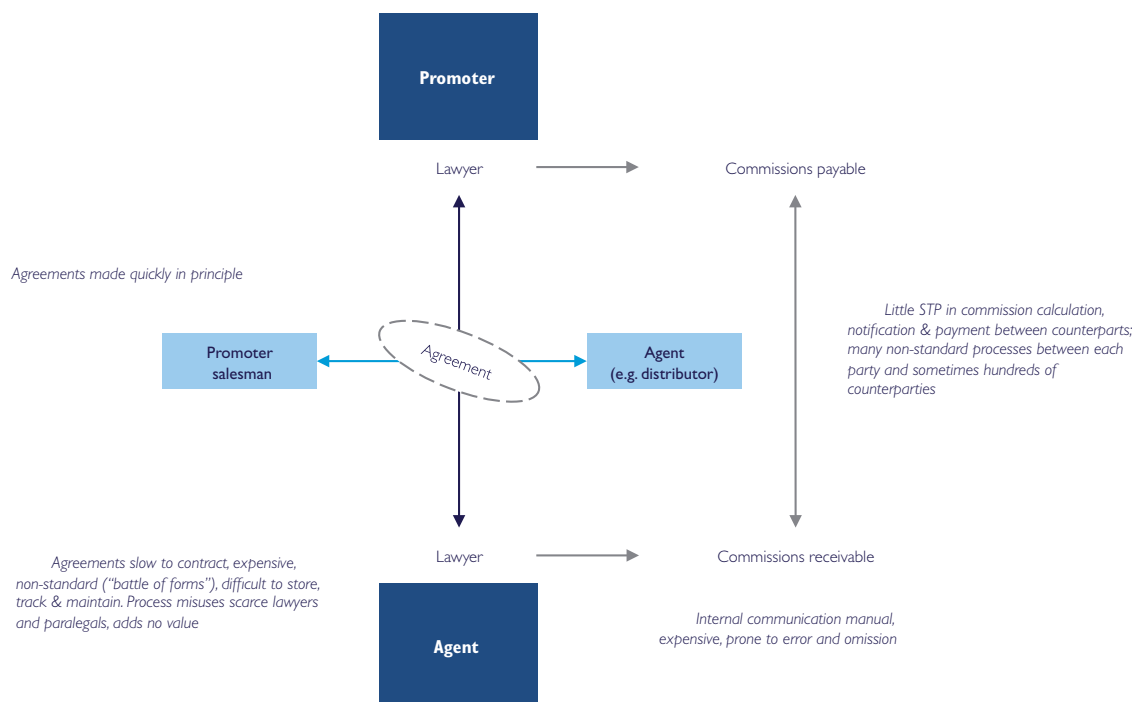 Promoter
Lawyer
Commissions payable
Agreements made quickly in principle
Little STP in commission calculation,
notification & payment between counterparts;
many non-standard processes between each
party and sometimes hundreds of
counterparties
Promoter
salesman
Agreement
Agent
(e.g. distributor)
Agreements slow to contract, expensive,
non-standard (“battle of forms”), difficult to store,
track & maintain. Process misuses scarce lawyers
and paralegals, adds no value
Lawyer
Commissions receivable
Agent
Internal communication manual,
expensive, prone to error and omission